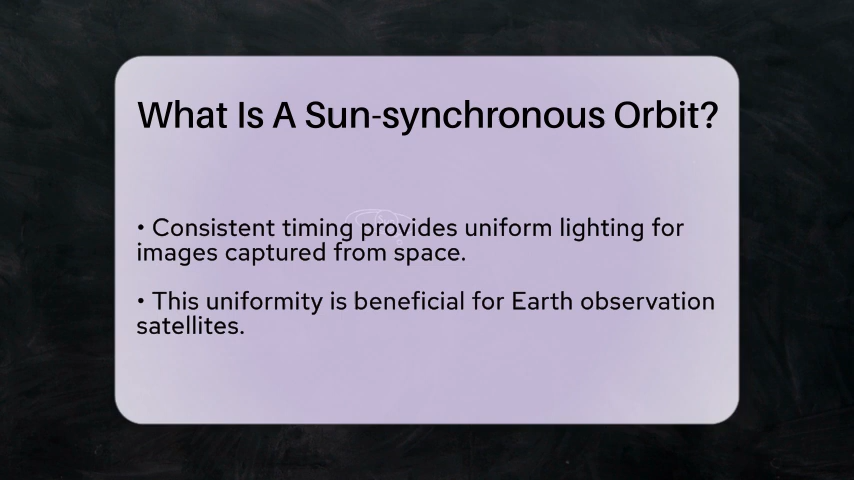 What Is A Sun-synchronous Orbit?
• Consistent timing provides uniform lighting for
images captured from space.
• This uniformity is beneficial for Earth observation
satellites.